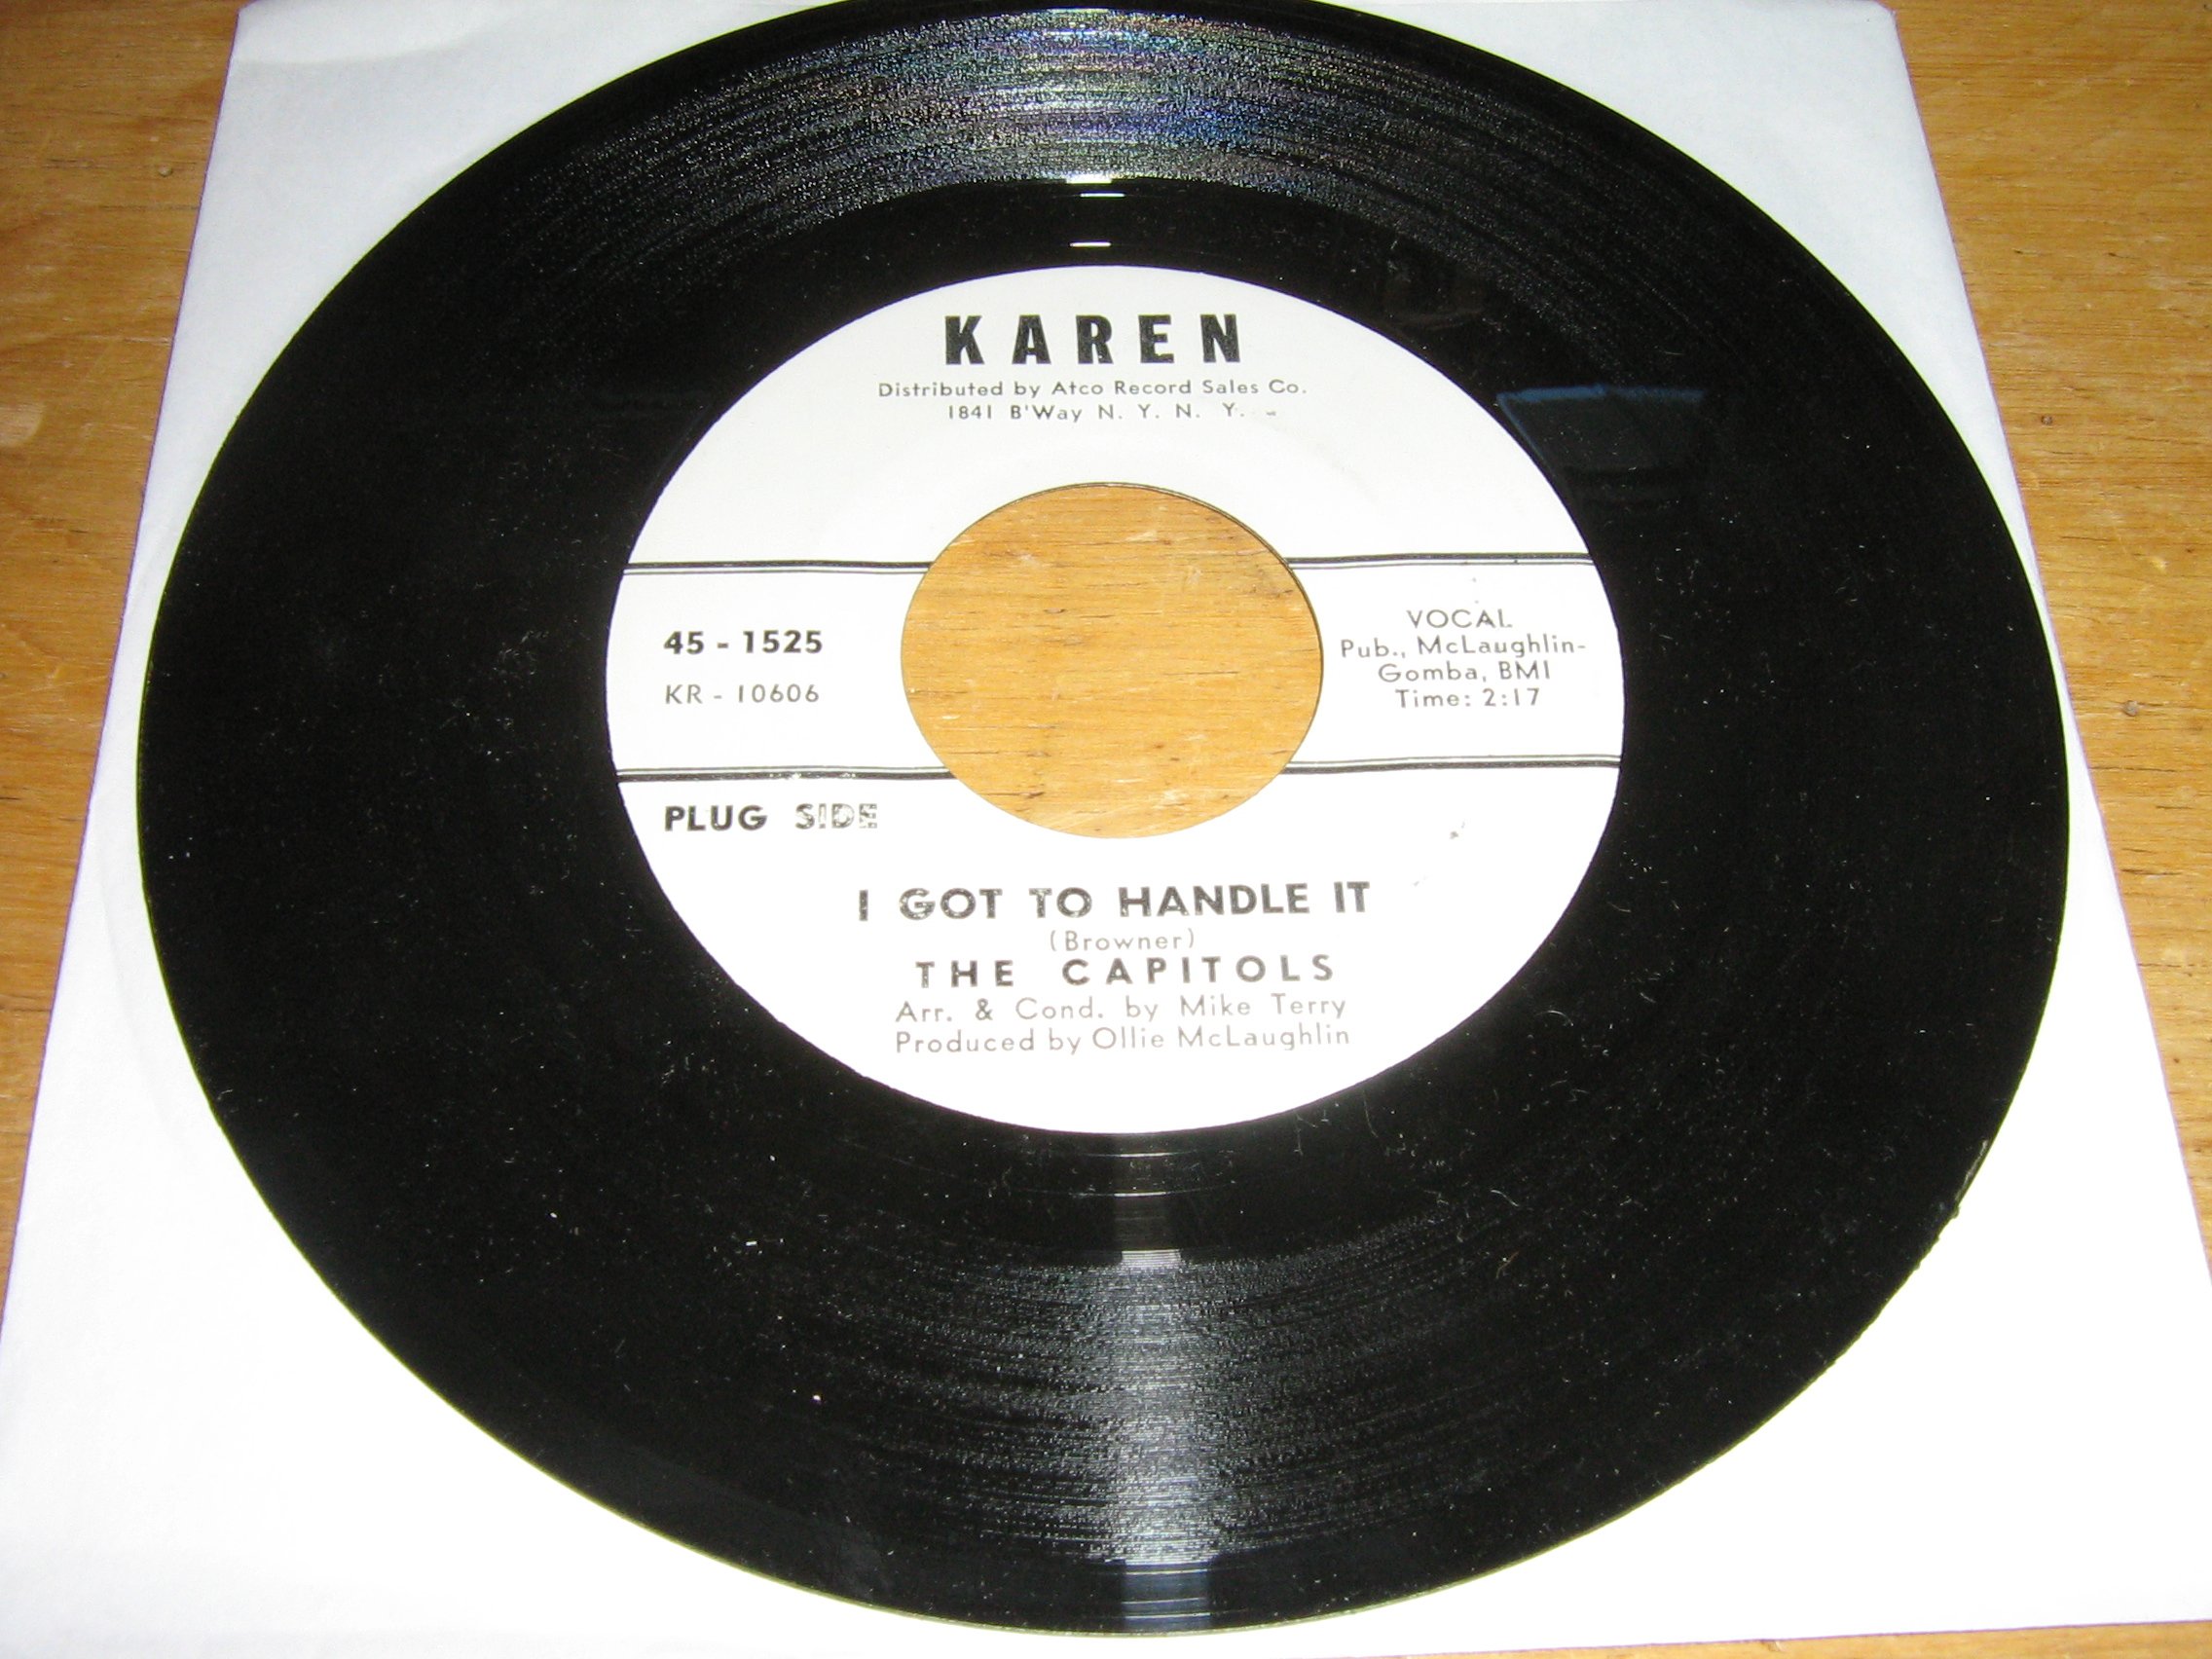 KAREN
Distributed by Atco Record Sales Co.
1841 B'Way N. Y. N. Y.
45 - 1525
KR - 10606
VOCAL
Pub., McLaughlin-
Gomba, BMI
Time: 2:17
PLUG SIDE
I GOT TO HANDLE IT
(Browner)
THE CAPITOLS
Arr. & Cond. by Mike Terry
Produced by Ollie McLaughlin